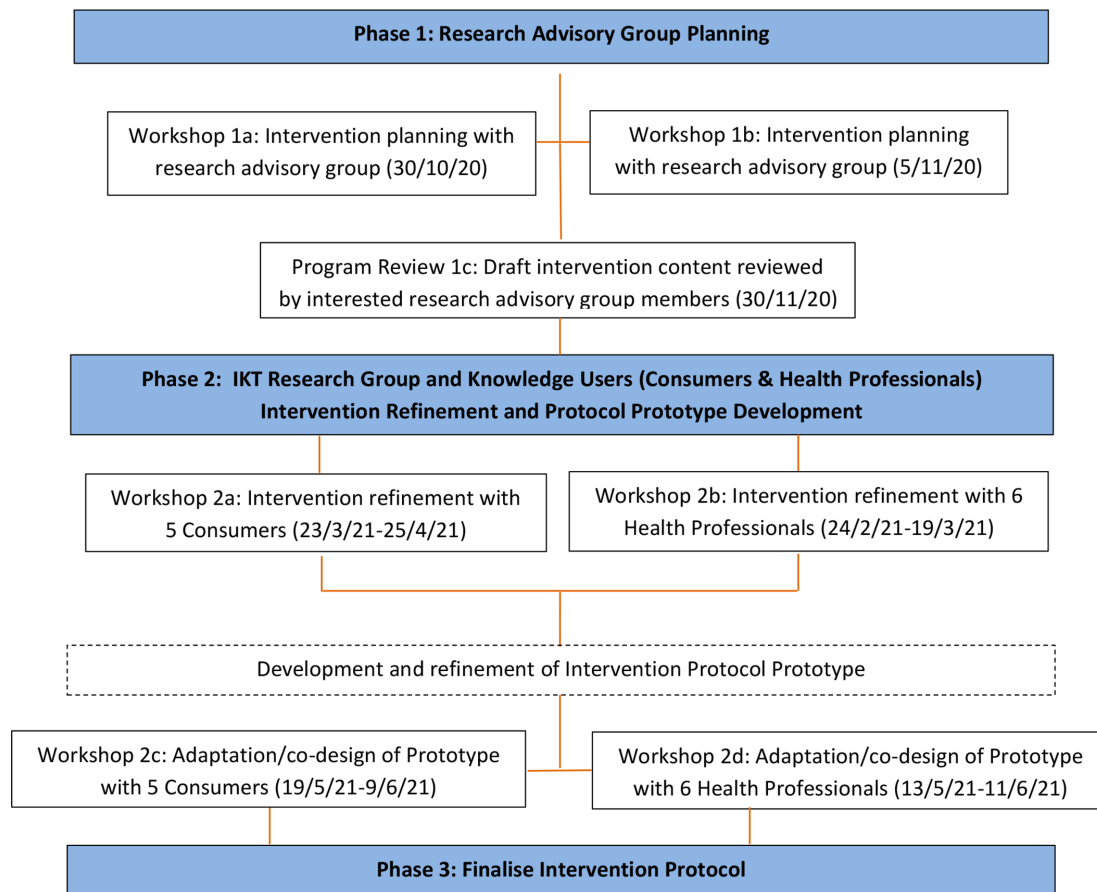 Phase 1: Research Advisory Group Planning
Workshop 1a: Intervention planning with
research advisory group (30/10/20)
Workshop 1b: Intervention planning
with research advisory group (5/11/20)
Program Review 1c: Draft intervention content reviewed
by interested research advisory group members (30/11/20)
Phase 2: IKT Research Group and Knowledge Users (Consumers & Health Professionals)
Intervention Refinement and Protocol Prototype Development
Workshop 2a: Intervention refinement with
5 Consumers (23/3/21-25/4/21)
Workshop 2b: Intervention refinement with 6
Health Professionals (24/2/21-19/3/21)
Development and refinement of Intervention Protocol Prototype
Workshop 2c: Adaptation/co-design of Prototype
with 5 Consumers (19/5/21-9/6/21)
Workshop 2d: Adaptation/co-design of Prototype
with 6 Health Professionals (13/5/21-11/6/21)
Phase 3: Finalise Intervention Protocol